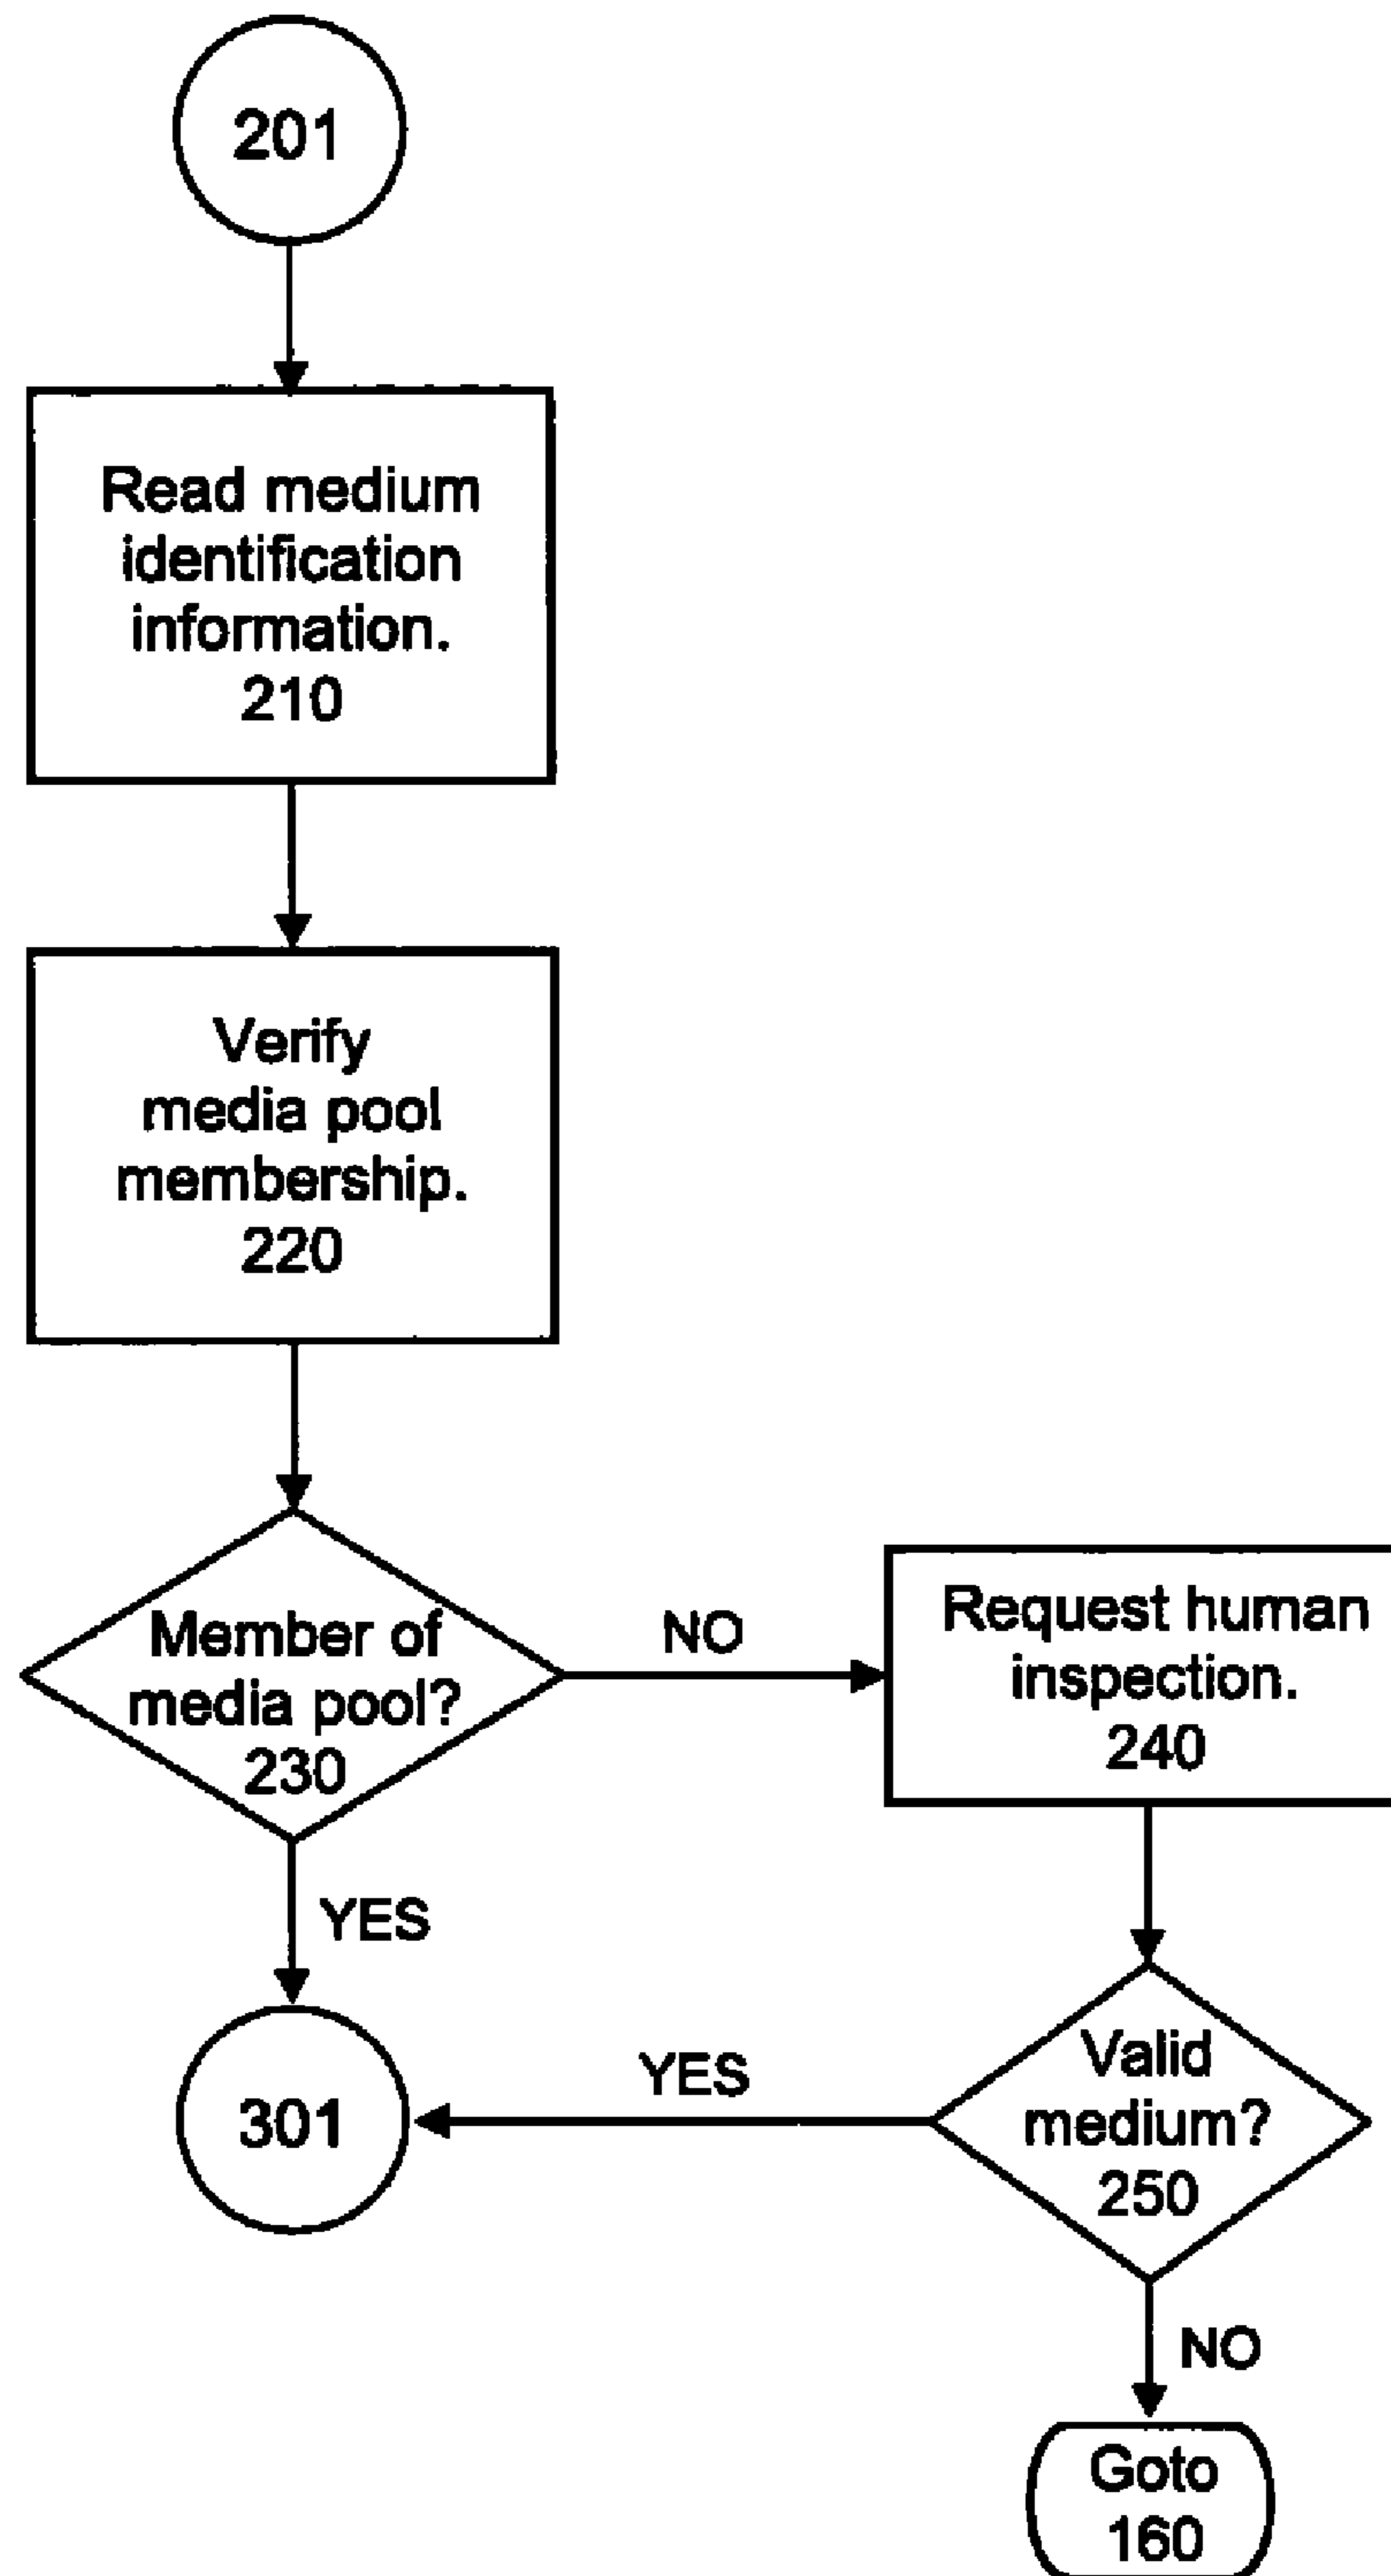 201
Read medium
identification
information.
210
Verify
media pool
membership.
220
Member of
media pool?
230
NO
Request human
inspection.
240
YES
Valid
medium?
250
YES
301
NO
Goto
160